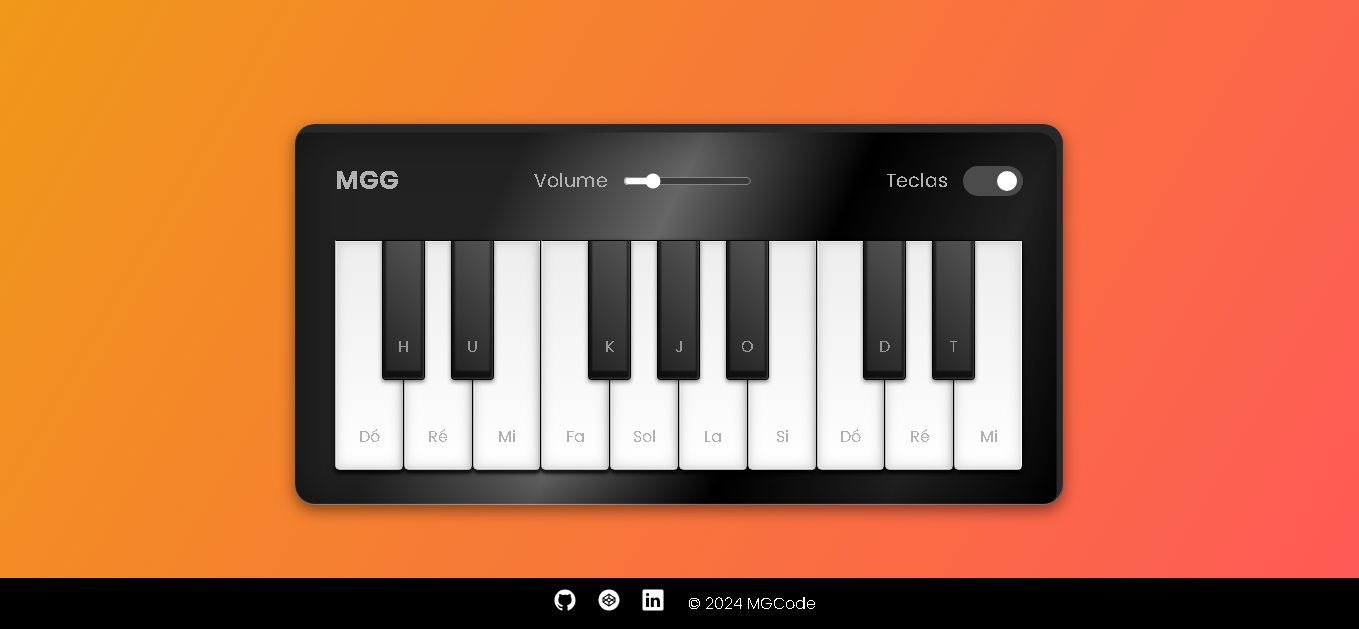 MGG Volume Teclas
H U K J O D T
Dó Ré Mi Fa Sol La Si Dó Ré Mi
© 2024 MGCode